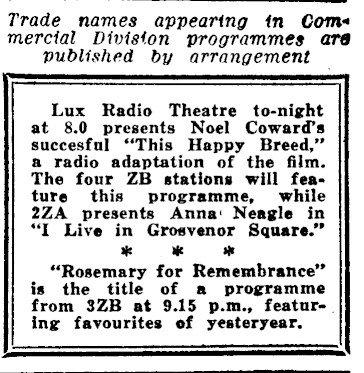 Trade names appearing in Com-
mercial Division programmes are
published by arrangement
Lux Radio Theatre to-night
at 8.0 presents Noel Coward's
succesful "This Happy Breed,"
a radio adaptation of the film.
The four ZB stations will fea-
ture this programme, while
2ZA presents Anna Neagle in
"I Live in Grosvenor Square."
* * *
"Rosemary for Remembrance"
is the title of a programme
from 3ZB at 9.15 p.m., featur-
ing favourites of yesteryear.